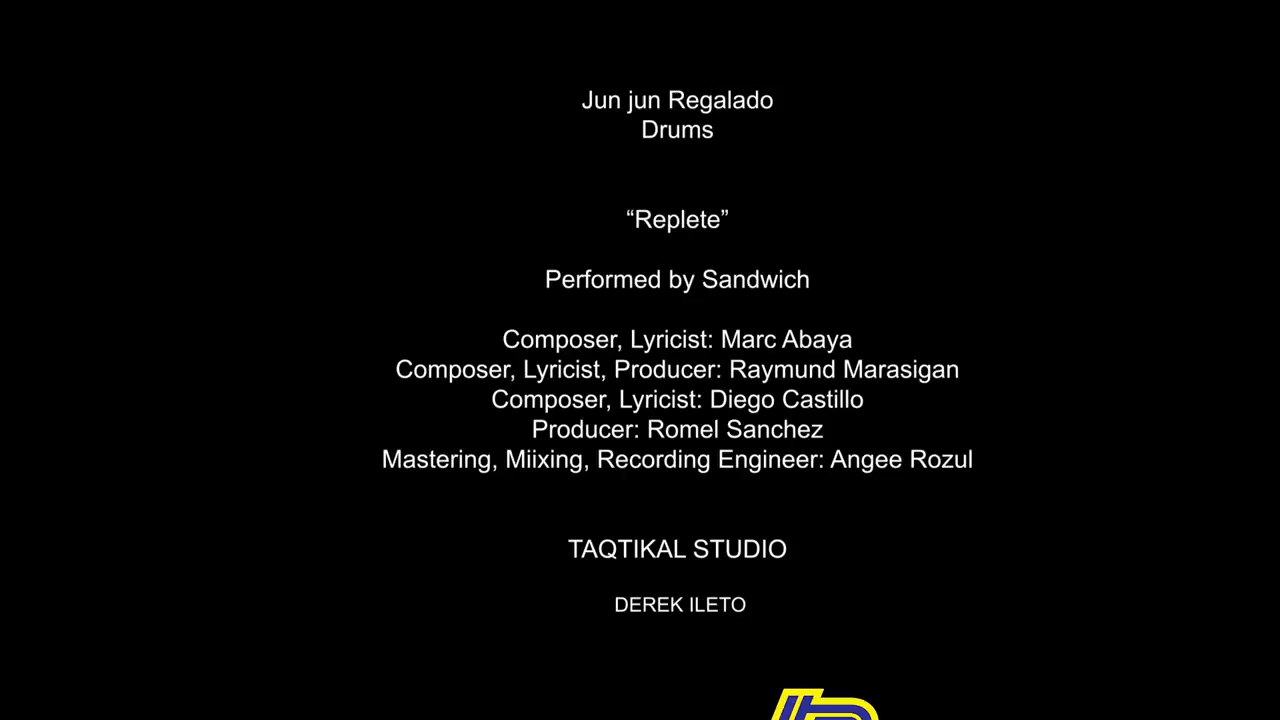 Jun jun Regalado
Drums
“Replete”
Performed by Sandwich
Composer, Lyricist: Marc Abaya
Composer, Lyricist, Producer: Raymund Marasigan
Composer, Lyricist: Diego Castillo
Producer: Romel Sanchez
Mastering, Miixing, Recording Engineer: Angee Rozul
TAQTIKAL STUDIO
DEREK ILETO